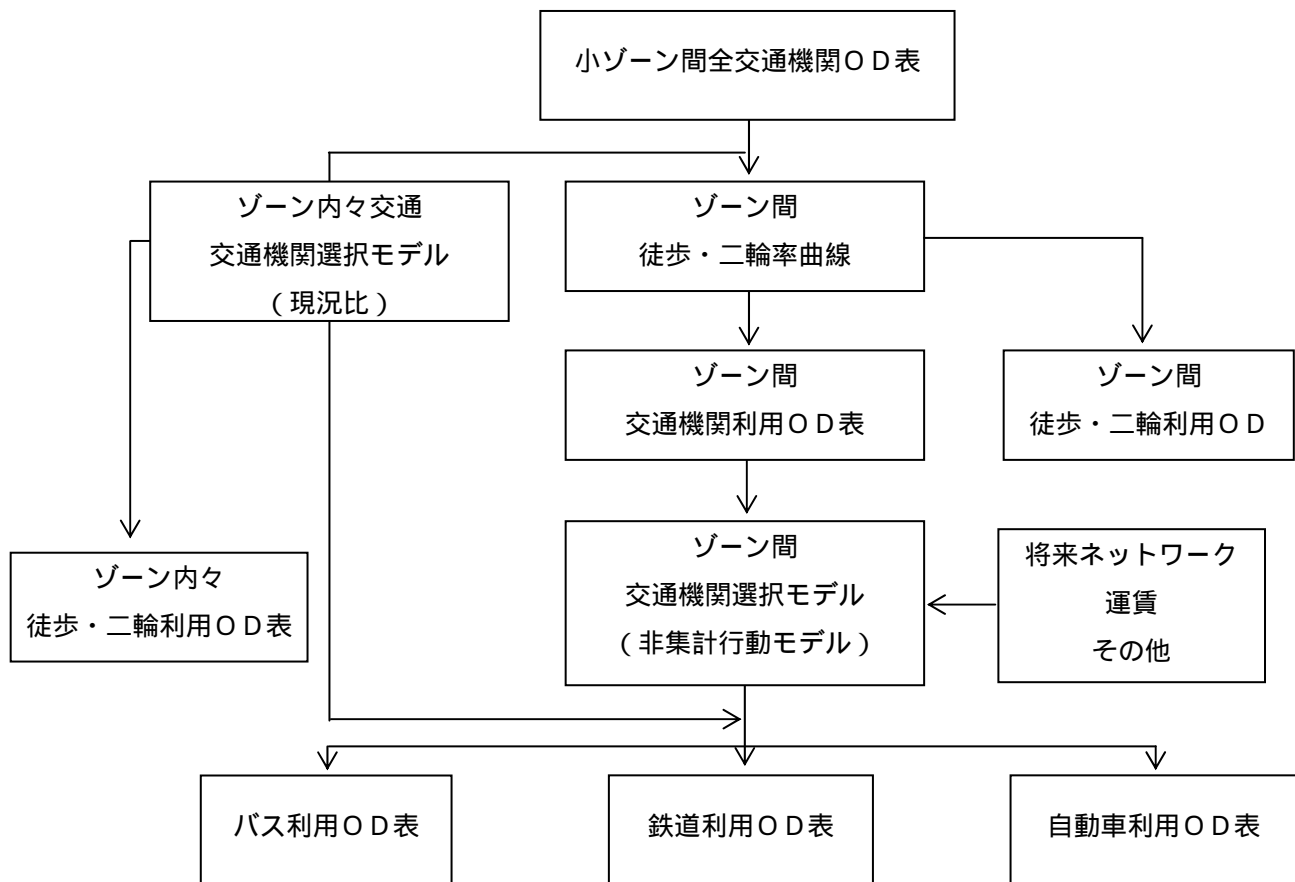 小ゾーン間全交通機関ＯＤ表
ゾーン内々交通
交通機関選択モデル
（現況比）
ゾーン間
徒歩・二輪率曲線
ゾーン間
交通機関利用ＯＤ表
ゾーン間
徒歩・二輪利用ＯＤ
ゾーン内々
徒歩・二輪利用ＯＤ表
ゾーン間
交通機関選択モデル
（非集計行動モデル）
将来ネットワーク
運賃
その他
バス利用ＯＤ表
鉄道利用ＯＤ表
自動車利用ＯＤ表